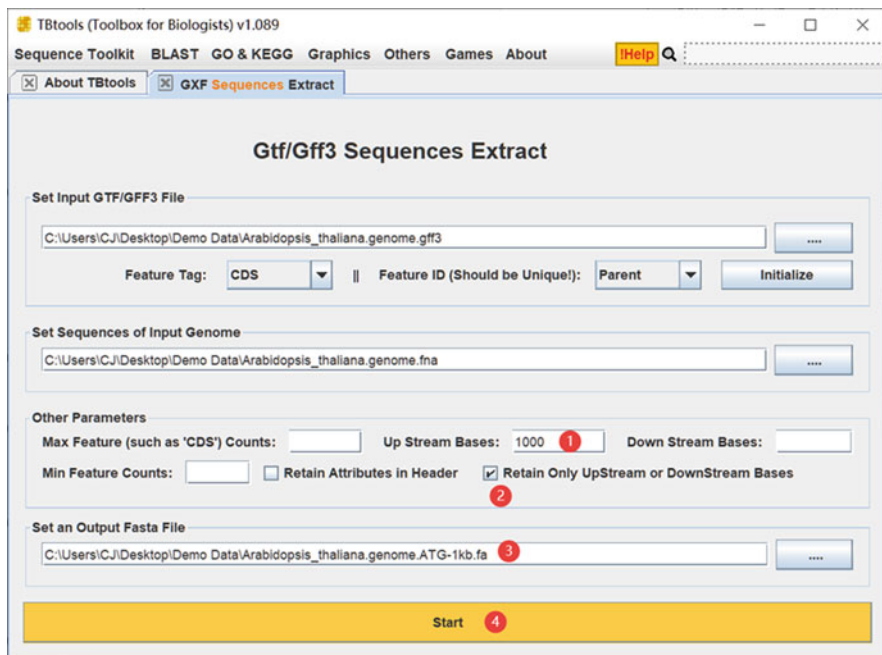 TBtools (Toolbox for Biologists) v1.089
Sequence Toolkit BLAST GO & KEGG Graphics Others Games About !Help
About TBtools GXF Sequences Extract
Gtf/Gff3 Sequences Extract
Set Input GTF/GFF3 File
C:\Users\CJ\Desktop\Demo Data\Arabidopsis_thaliana.genome.gff3 ....
Feature Tag: CDS || Feature ID (Should be Unique!): Parent Initialize
Set Sequences of Input Genome
C:\Users\CJ\Desktop\Demo Data\Arabidopsis_thaliana.genome.fna ....
Other Parameters
Max Feature (such as 'CDS') Counts: Up Stream Bases: 1000 1 Down Stream Bases:
Min Feature Counts: Retain Attributes in Header Retain Only UpStream or DownStream Bases
2
Set an Output Fasta File
C:\Users\CJ\Desktop\Demo Data\Arabidopsis_thaliana.genome.ATG-1kb.fa 3 ....
Start 4